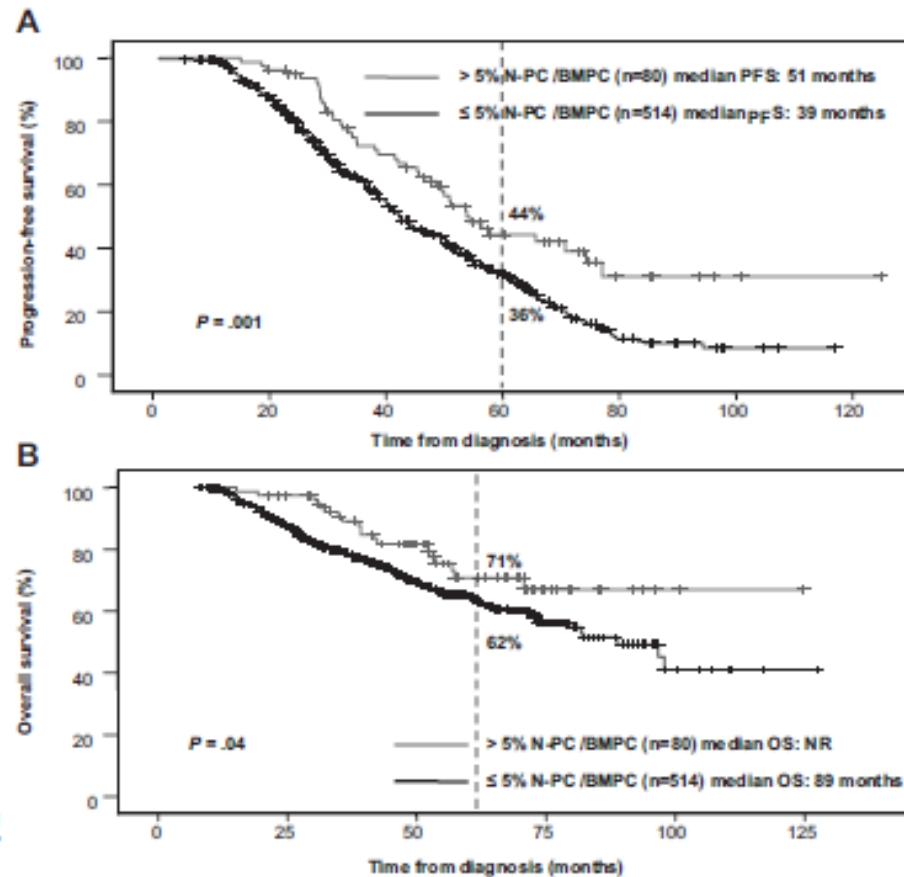 A
> 5% N-PC /BMPC (n=80) median PFS: 51 months
≤ 5% N-PC /BMPC (n=514) median PFS: 39 months
Progression-free survival (%)
100
80
60
40
20
0
44%
36%
P = .001
0 20 40 60 80 100 120
Time from diagnosis (months)
B
Overall survival (%)
100
80
60
40
20
0
71%
62%
P = .04
> 5% N-PC /BMPC (n=80) median OS: NR
≤ 5% N-PC /BMPC (n=514) median OS: 89 months
0 25 50 75 100 125
Time from diagnosis (months)